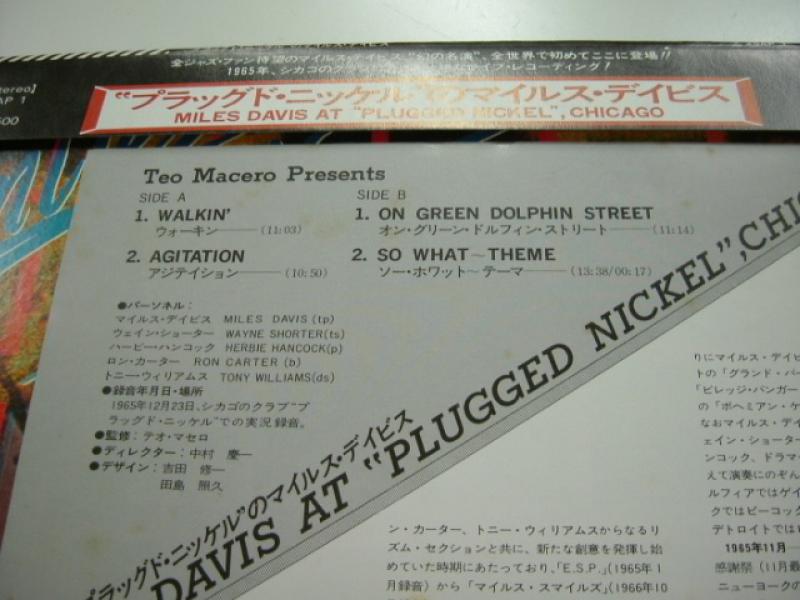 全ジャズ・ファン待望のマイルス・デイビス“幻の名演”、全世界で初めてここに登場!!
1965年、シカゴのクラブ
ライブ・レコーディング!
tereo]
AP 1
500
“プラッグド・ニッケル”のマイルス・デイビス
MILES DAVIS AT “PLUGGED NICKEL”, CHICAGO
Teo Macero Presents
SIDE A
1. WALKIN'
ウォーキン——(11:03)
2. AGITATION
アジテイション——(10:50)
SIDE B
1. ON GREEN DOLPHIN STREET
オン・グリーン・ドルフィン・ストリート——(11:14)
2. SO WHAT~THEME
ソー・ホワット~テーマ——(13:38/00:17)
●パーソネル:
マイルス・デイビス MILES DAVIS (tp)
ウェイン・ショーター WAYNE SHORTER(ts)
ハービー・ハンコック HERBIE HANCOCK(p)
ロン・カーター RON CARTER (b)
トニー・ウィリアムス TONY WILLIAMS(ds)
●録音年月日・場所
1965年12月23日、シカゴのクラブ“プ
ラッグド・ニッケル”での実況録音。
●監修:テオ・マセロ
●ディレクター:中村 慶一
●デザイン:吉田 修一
田島 照久
プラッグド・ニッケル”のマイルス・デイビス
DAVIS AT “PLUGGED NICKEL”, CHIC
ン・カーター、トニー・ウィリアムスからなるリ
ズム・セクションと共に、新たな創意を発揮し始
めていた時期にあたっており、「E.S.P.」(1965年1
月録音)から「マイルス・スマイルズ」(1966年10
りにマイルス・デイビ
トの「グランド・バー
「ビレッジ・バンガー
の「ボヘミアン・ケ
なおマイルス・デイ
ェイン・ショーター
ンコック、ドラマー
えて演奏にのぞん
ルフィアではゲイ
クではビーコック
デトロイトでは
1965年11月—
感謝祭(11月最
ニューヨークの